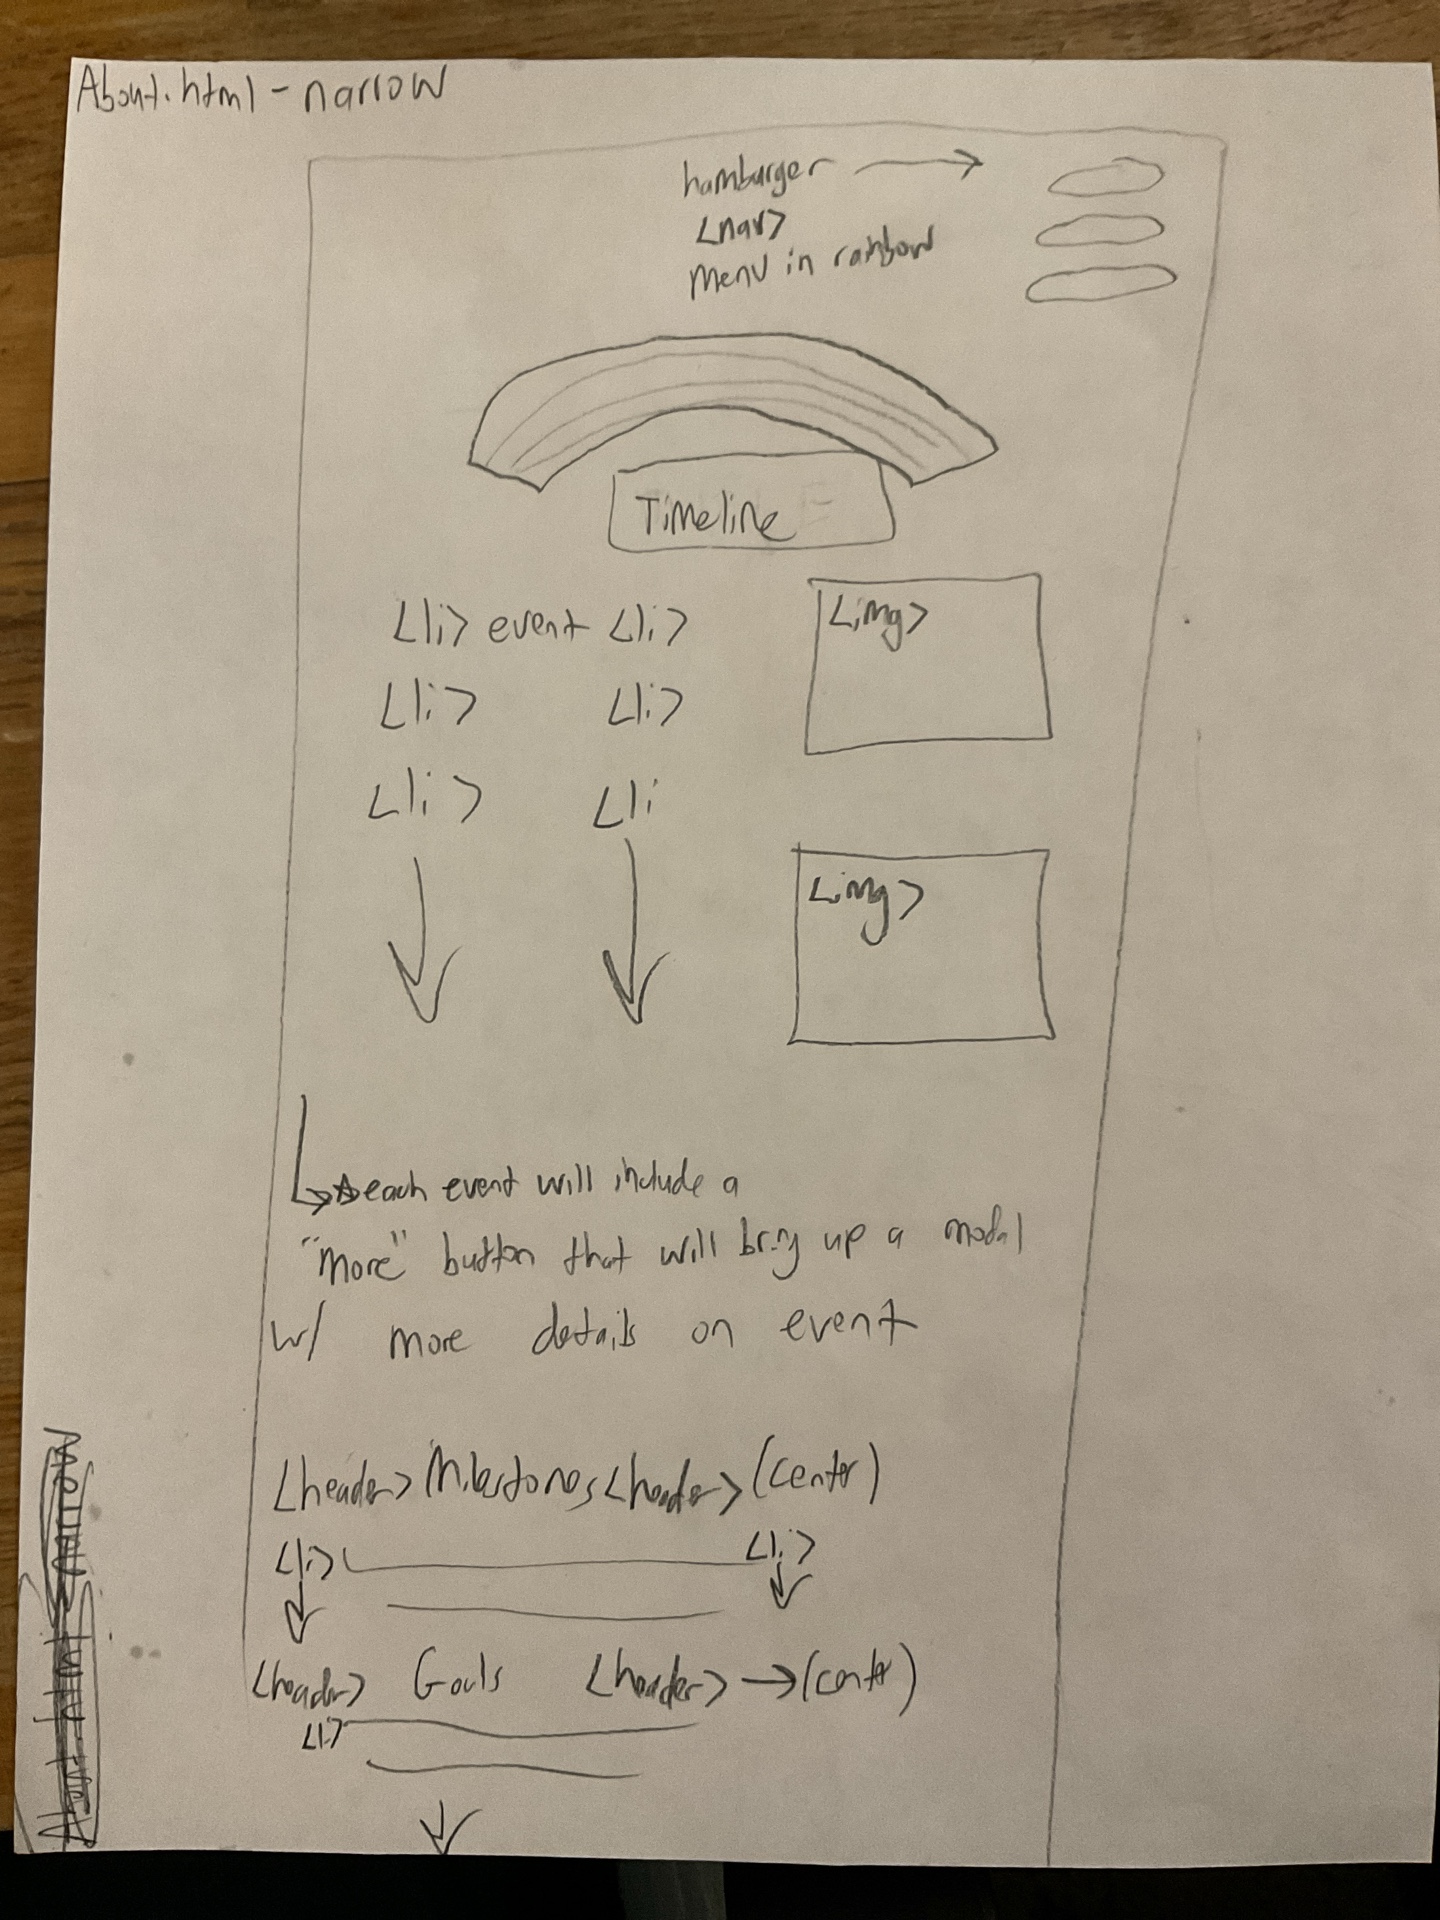 About.html - narrow
hamburger
<nav>
menu in rainbow
Timeline
<li> event <li>
<li> <li>
<li> <li
<img>
<img>
each event will include a
"more" button that will bring up a modal
w/ more details on event
<header> Milestones <header> (center)
<li> <li>
<header> Goals <header> → (center)
<li>